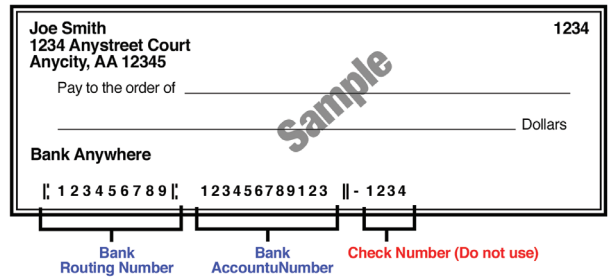 Joe Smith 1234
1234 Anystreet Court
Anycity, AA 12345
Pay to the order of
Sample
Dollars
Bank Anywhere
⑆ 123456789 ⑆ 123456789123 ||- 1234
Bank Bank Check Number (Do not use)
Routing Number AccountuNumber